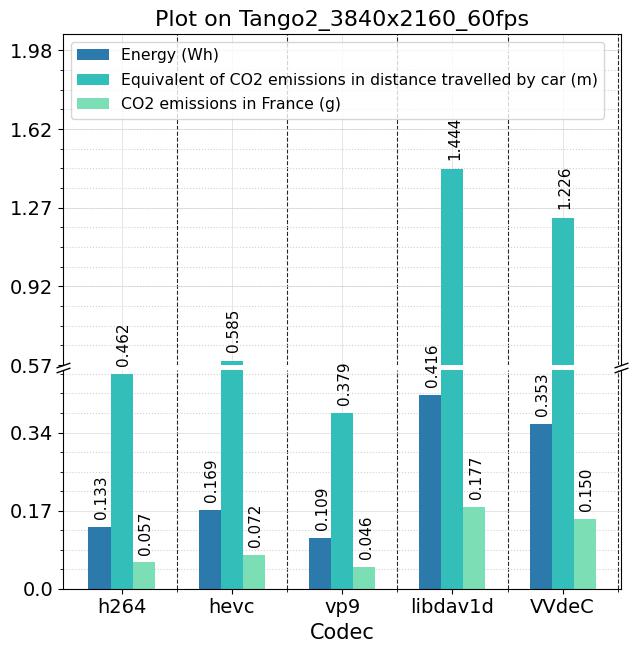 Plot on Tango2_3840x2160_60fps
Energy (Wh)
Equivalent of CO2 emissions in distance travelled by car (m)
CO2 emissions in France (g)
1.98
1.62
1.27
0.92
0.57
0.34
0.17
0.0
0.133
0.462
0.057
0.169
0.585
0.072
0.109
0.379
0.046
0.416
1.444
0.177
0.353
1.226
0.150
h264
hevc
vp9
libdav1d
VVdeC
Codec